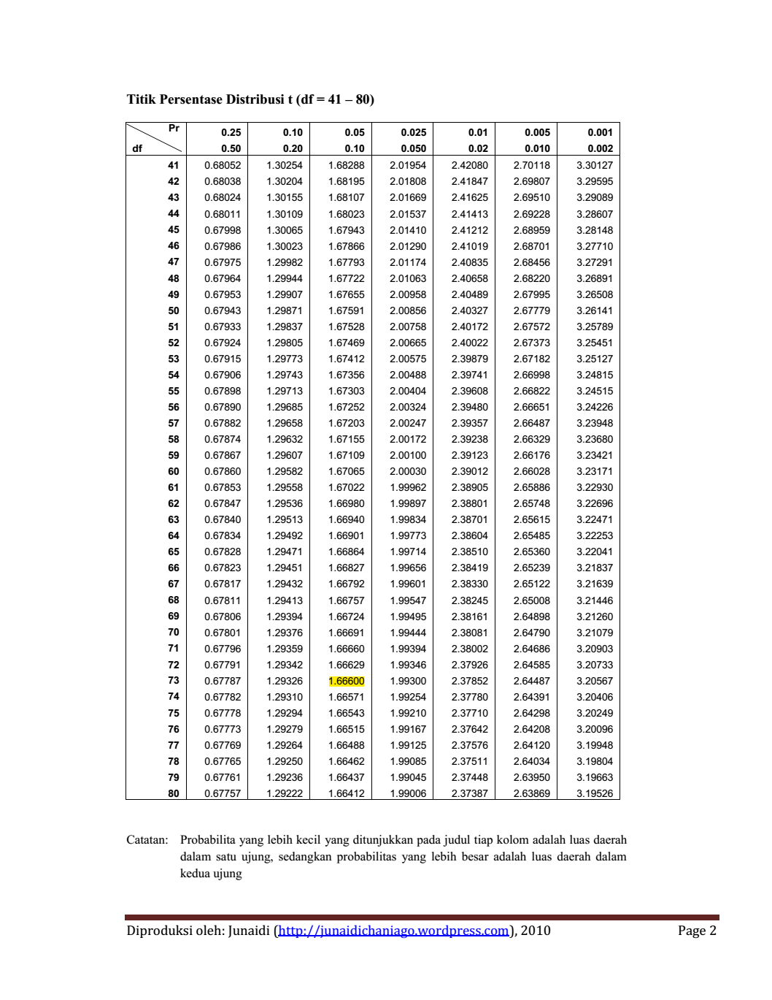 Titik Persentase Distribusi t (df = 41 – 80)
Pr 0.25 0.10 0.05 0.025 0.01 0.005 0.001
df 0.50 0.20 0.10 0.050 0.02 0.010 0.002
41 0.68052 1.30254 1.68288 2.01954 2.42080 2.70118 3.30127
42 0.68038 1.30204 1.68195 2.01808 2.41847 2.69807 3.29595
43 0.68024 1.30155 1.68107 2.01669 2.41625 2.69510 3.29089
44 0.68011 1.30109 1.68023 2.01537 2.41413 2.69228 3.28607
45 0.67998 1.30065 1.67943 2.01410 2.41212 2.68959 3.28148
46 0.67986 1.30023 1.67866 2.01290 2.41019 2.68701 3.27710
47 0.67975 1.29982 1.67793 2.01174 2.40835 2.68456 3.27291
48 0.67964 1.29944 1.67722 2.01063 2.40658 2.68220 3.26891
49 0.67953 1.29907 1.67655 2.00958 2.40489 2.67995 3.26508
50 0.67943 1.29871 1.67591 2.00856 2.40327 2.67779 3.26141
51 0.67933 1.29837 1.67528 2.00758 2.40172 2.67572 3.25789
52 0.67924 1.29805 1.67469 2.00665 2.40022 2.67373 3.25451
53 0.67915 1.29773 1.67412 2.00575 2.39879 2.67182 3.25127
54 0.67906 1.29743 1.67356 2.00488 2.39741 2.66998 3.24815
55 0.67898 1.29713 1.67303 2.00404 2.39608 2.66822 3.24515
56 0.67890 1.29685 1.67252 2.00324 2.39480 2.66651 3.24226
57 0.67882 1.29658 1.67203 2.00247 2.39357 2.66487 3.23948
58 0.67874 1.29632 1.67155 2.00172 2.39238 2.66329 3.23680
59 0.67867 1.29607 1.67109 2.00100 2.39123 2.66176 3.23421
60 0.67860 1.29582 1.67065 2.00030 2.39012 2.66028 3.23171
61 0.67853 1.29558 1.67022 1.99962 2.38905 2.65886 3.22930
62 0.67847 1.29536 1.66980 1.99897 2.38801 2.65748 3.22696
63 0.67840 1.29513 1.66940 1.99834 2.38701 2.65615 3.22471
64 0.67834 1.29492 1.66901 1.99773 2.38604 2.65485 3.22253
65 0.67828 1.29471 1.66864 1.99714 2.38510 2.65360 3.22041
66 0.67823 1.29451 1.66827 1.99656 2.38419 2.65239 3.21837
67 0.67817 1.29432 1.66792 1.99601 2.38330 2.65122 3.21639
68 0.67811 1.29413 1.66757 1.99547 2.38245 2.65008 3.21446
69 0.67806 1.29394 1.66724 1.99495 2.38161 2.64898 3.21260
70 0.67801 1.29376 1.66691 1.99444 2.38081 2.64790 3.21079
71 0.67796 1.29359 1.66660 1.99394 2.38002 2.64686 3.20903
72 0.67791 1.29342 1.66629 1.99346 2.37926 2.64585 3.20733
73 0.67787 1.29326 1.66600 1.99300 2.37852 2.64487 3.20567
74 0.67782 1.29310 1.66571 1.99254 2.37780 2.64391 3.20406
75 0.67778 1.29294 1.66543 1.99210 2.37710 2.64298 3.20249
76 0.67773 1.29279 1.66515 1.99167 2.37642 2.64208 3.20096
77 0.67769 1.29264 1.66488 1.99125 2.37576 2.64120 3.19948
78 0.67765 1.29250 1.66462 1.99085 2.37511 2.64034 3.19804
79 0.67761 1.29236 1.66437 1.99045 2.37448 2.63950 3.19663
80 0.67757 1.29222 1.66412 1.99006 2.37387 2.63869 3.19526
Catatan: Probabilita yang lebih kecil yang ditunjukkan pada judul tiap kolom adalah luas daerah
dalam satu ujung, sedangkan probabilitas yang lebih besar adalah luas daerah dalam
kedua ujung
Diproduksi oleh: Junaidi (http://junaidichaniago.wordpress.com), 2010 Page 2